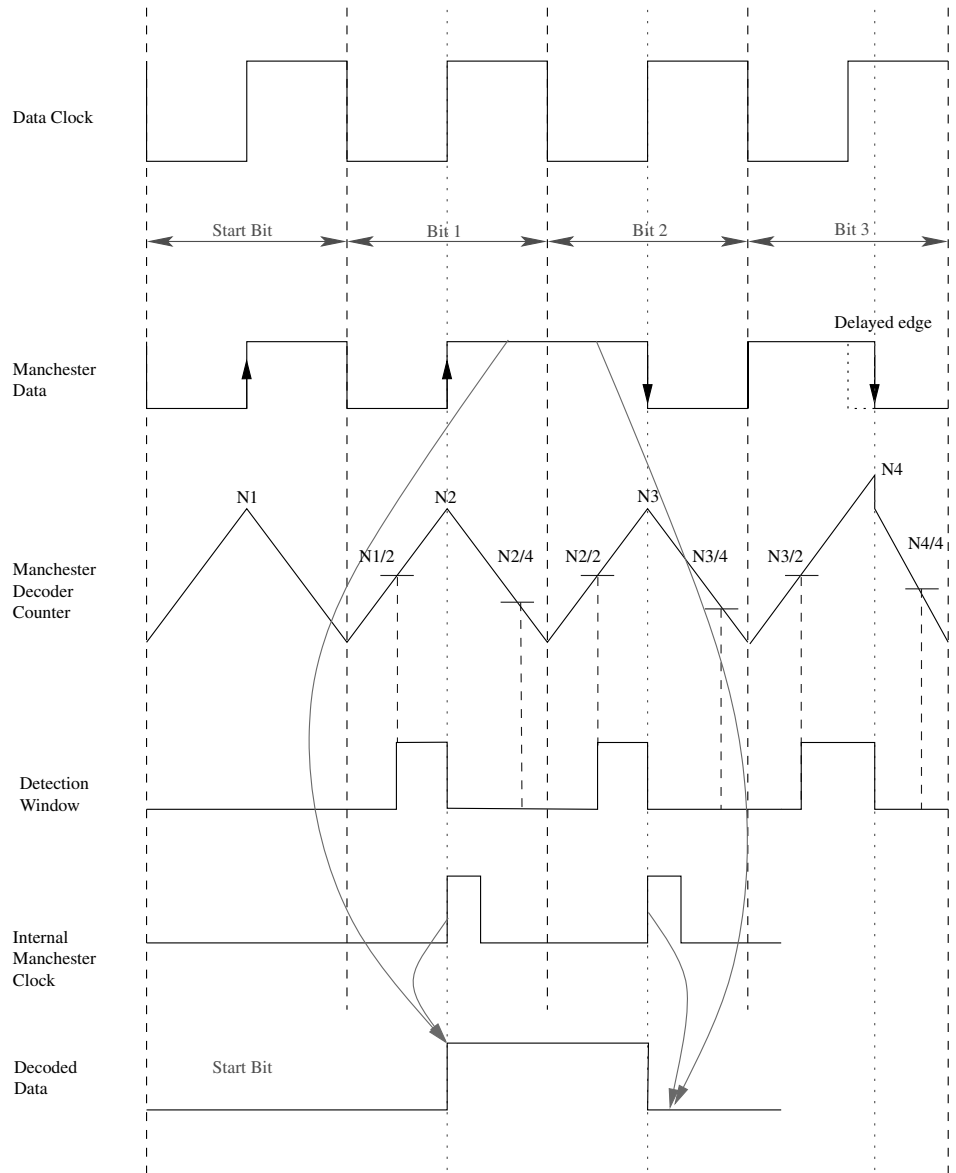 Data Clock
Start Bit
Bit 1
Bit 2
Bit 3
Delayed edge
Manchester
Data
N1
N2
N3
N4
N1/2
N2/4
N2/2
N3/4
N3/2
N4/4
Manchester
Decoder
Counter
Detection
Window
Internal
Manchester
Clock
Decoded
Data
Start Bit